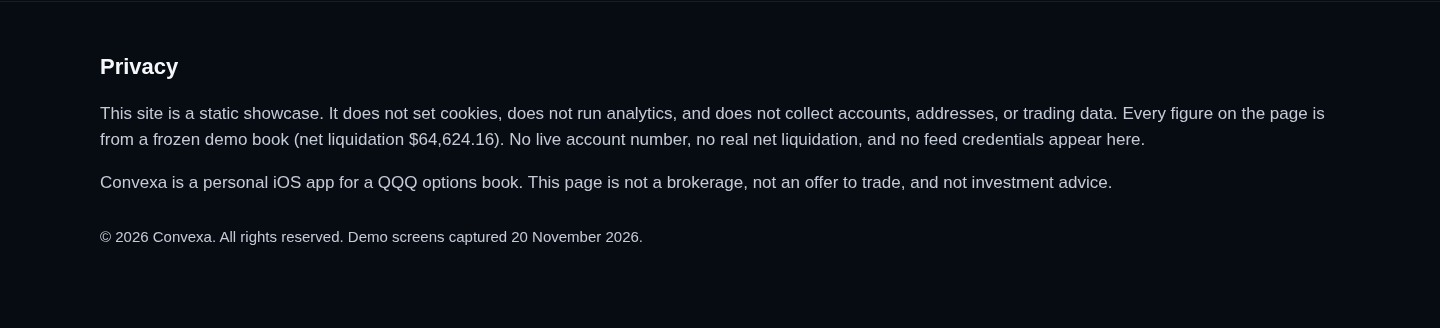 Privacy
This site is a static showcase. It does not set cookies, does not run analytics, and does not collect accounts, addresses, or trading data. Every figure on the page is
from a frozen demo book (net liquidation $64,624.16). No live account number, no real net liquidation, and no feed credentials appear here.
Convexa is a personal iOS app for a QQQ options book. This page is not a brokerage, not an offer to trade, and not investment advice.
© 2026 Convexa. All rights reserved. Demo screens captured 20 November 2026.